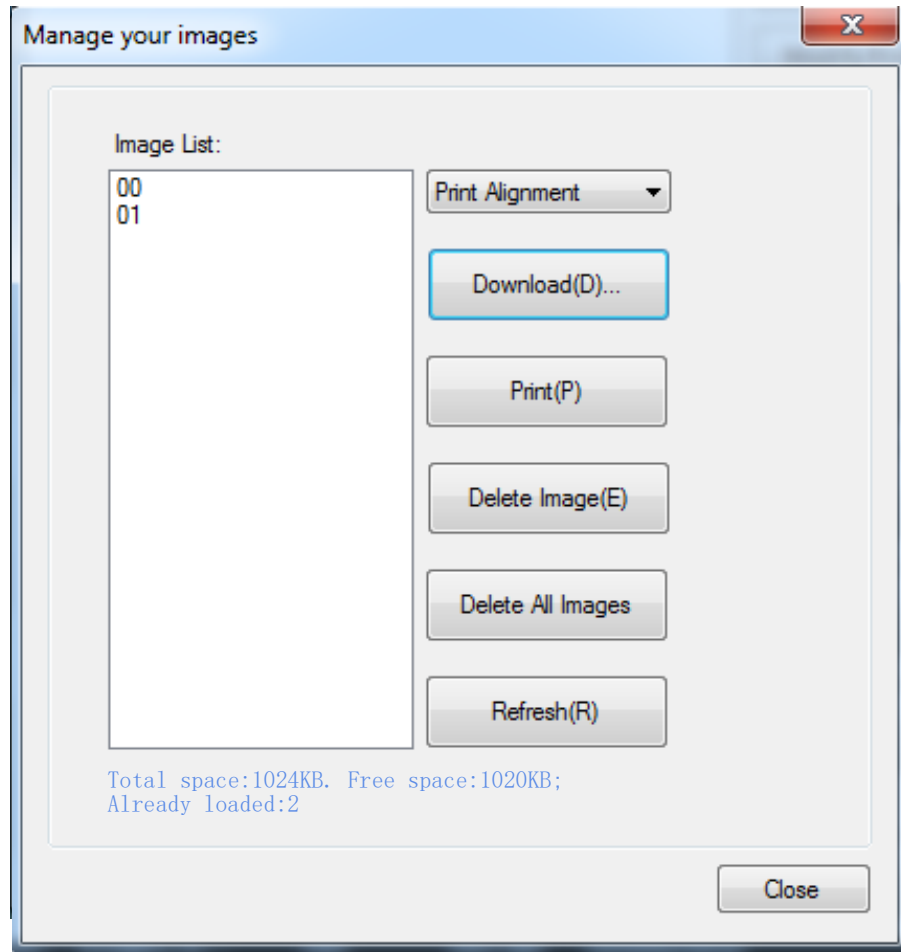 Manage your images
Image List:
00
01
Print Alignment
Download(D)...
Print(P)
Delete Image(E)
Delete All Images
Refresh(R)
Total space:1024KB. Free space:1020KB;
Already loaded:2
Close